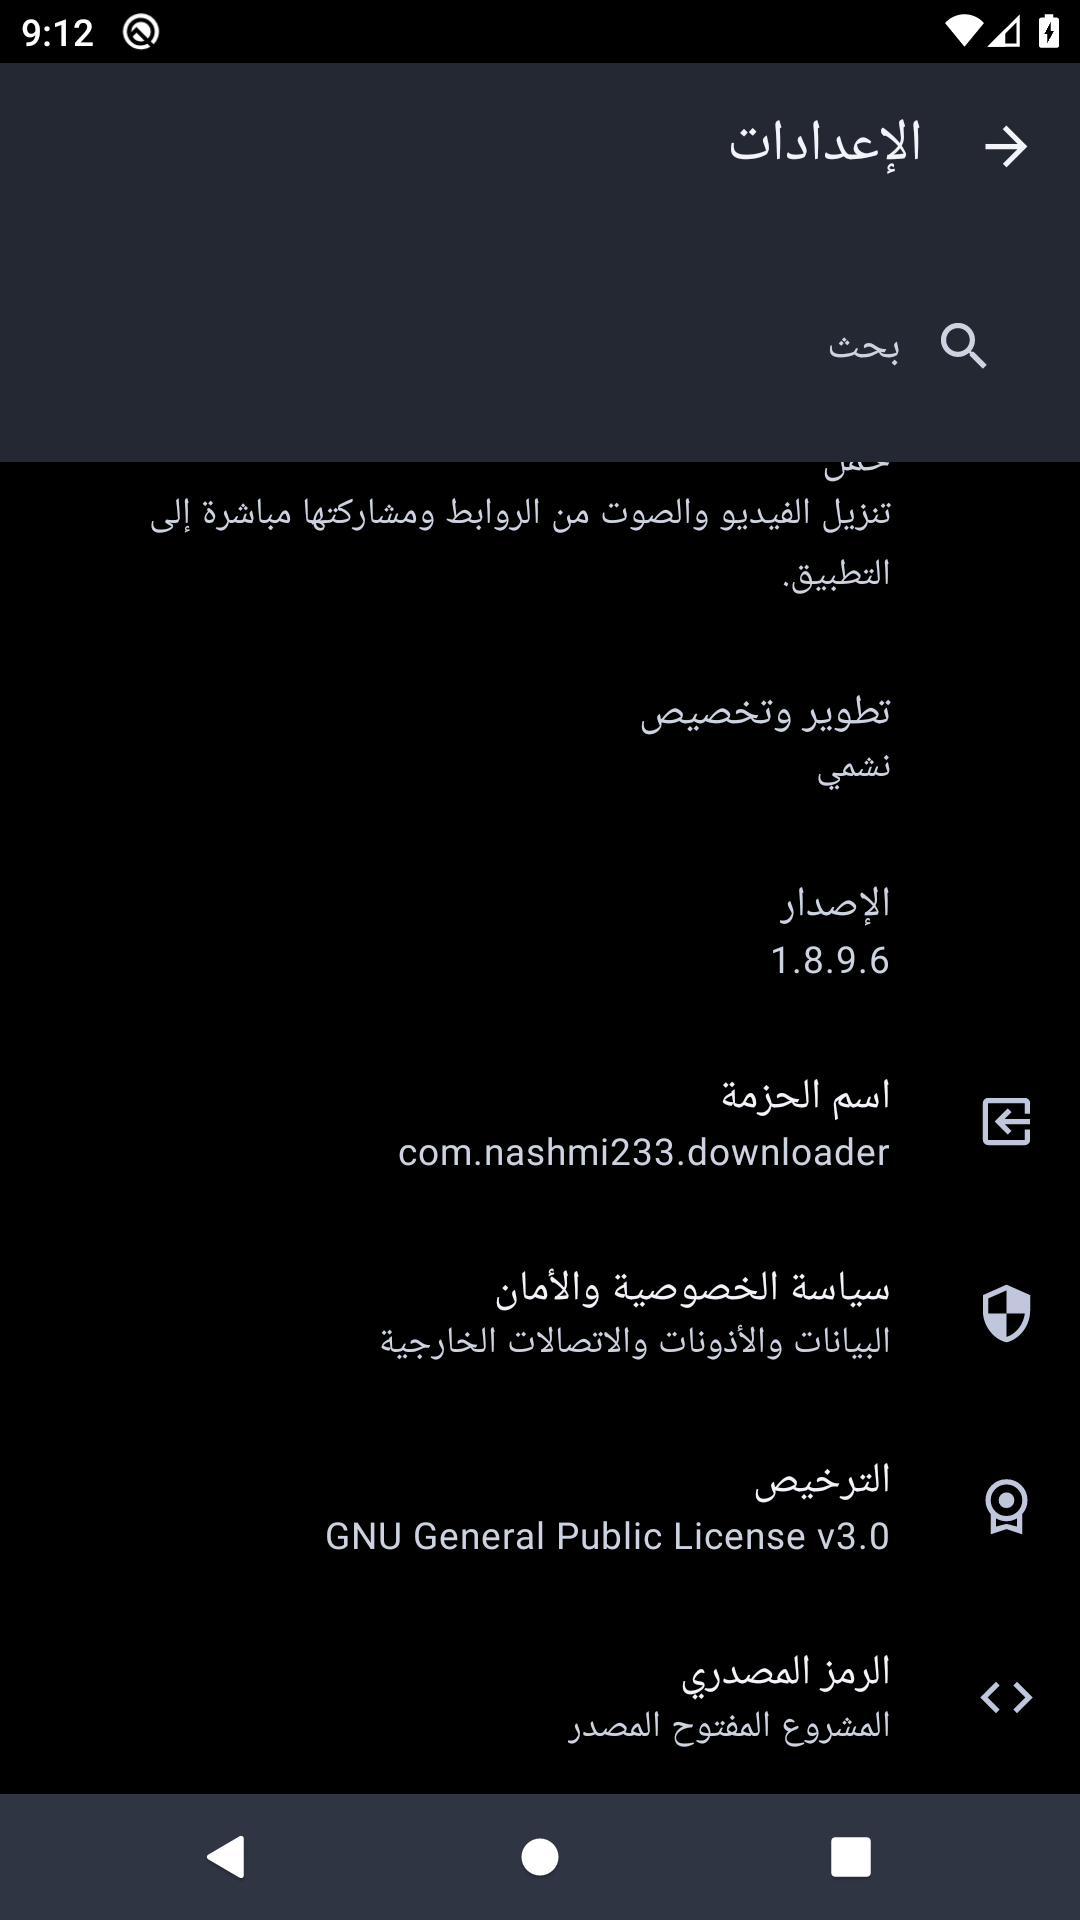 9:12
الإعدادات
بحث
حمل
تنزيل الفيديو والصوت من الروابط ومشاركتها مباشرة إلى
التطبيق.
تطوير وتخصيص
نشمي
الإصدار
1.8.9.6
اسم الحزمة
com.nashmi233.downloader
سياسة الخصوصية والأمان
البيانات والأذونات والاتصالات الخارجية
الترخيص
GNU General Public License v3.0
الرمز المصدري
المشروع المفتوح المصدر